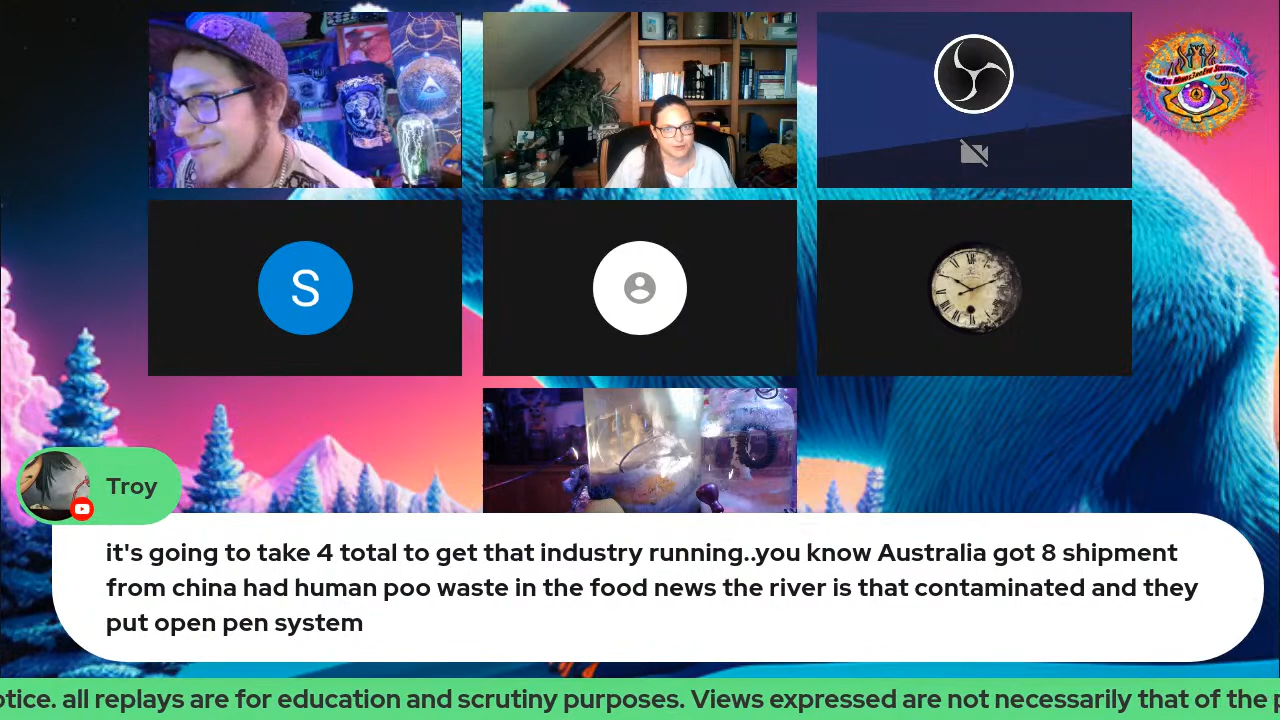 S
Troy
it's going to take 4 total to get that industry running..you know Australia got 8 shipment
from china had human poo waste in the food news the river is that contaminated and they
put open pen system
otice. all replays are for education and scrutiny purposes. Views expressed are not necessarily that of the p